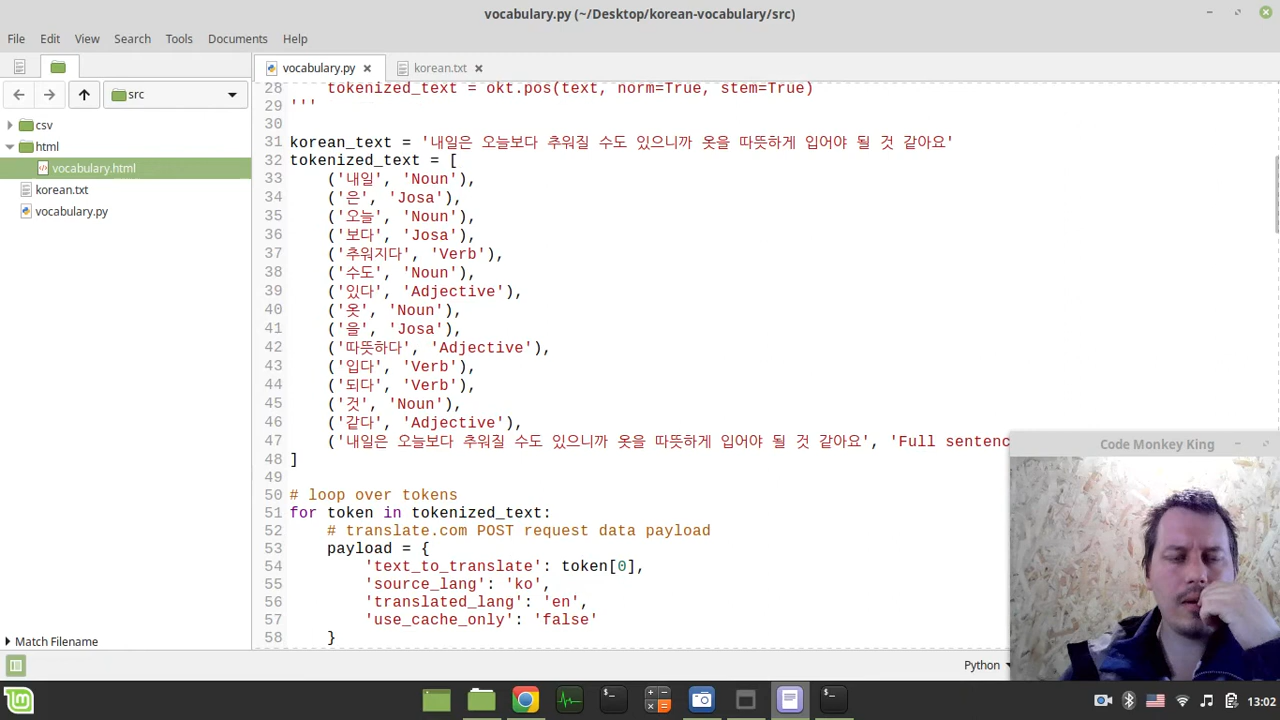 vocabulary.py (~/Desktop/korean-vocabulary/src)
File Edit View Search Tools Documents Help
vocabulary.py
korean.txt
src
csv
html
vocabulary.html
korean.txt
vocabulary.py
Match Filename
28 tokenized_text = okt.pos(text, norm=True, stem=True)
29 '''
30
31 korean_text = '내일은 오늘보다 추워질 수도 있으니까 옷을 따뜻하게 입어야 될 것 같아요'
32 tokenized_text = [
33 ('내일', 'Noun'),
34 ('은', 'Josa'),
35 ('오늘', 'Noun'),
36 ('보다', 'Josa'),
37 ('추워지다', 'Verb'),
38 ('수도', 'Noun'),
39 ('있다', 'Adjective'),
40 ('옷', 'Noun'),
41 ('을', 'Josa'),
42 ('따뜻하다', 'Adjective'),
43 ('입다', 'Verb'),
44 ('되다', 'Verb'),
45 ('것', 'Noun'),
46 ('같다', 'Adjective'),
47 ('내일은 오늘보다 추워질 수도 있으니까 옷을 따뜻하게 입어야 될 것 같아요', 'Full sentenc
48 ]
49
50 # loop over tokens
51 for token in tokenized_text:
52 # translate.com POST request data payload
53 payload = {
54 'text_to_translate': token[0],
55 'source_lang': 'ko',
56 'translated_lang': 'en',
57 'use_cache_only': 'false'
58 }
Code Monkey King
Python
13:02